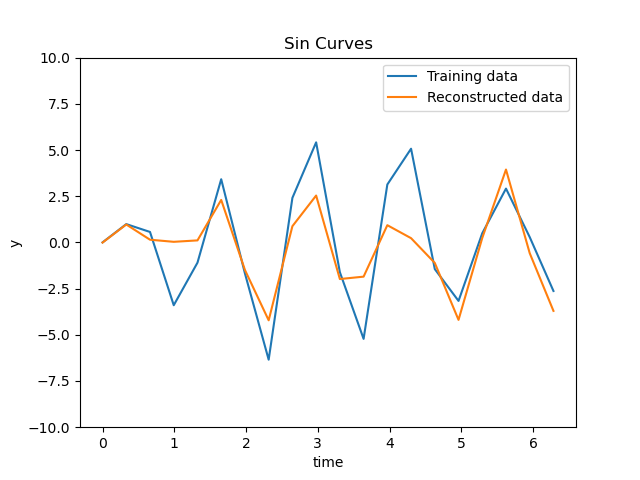 Sin Curves
Training data
Reconstructed data
10.0
7.5
5.0
2.5
0.0
−2.5
−5.0
−7.5
−10.0
y
0 1 2 3 4 5 6
time